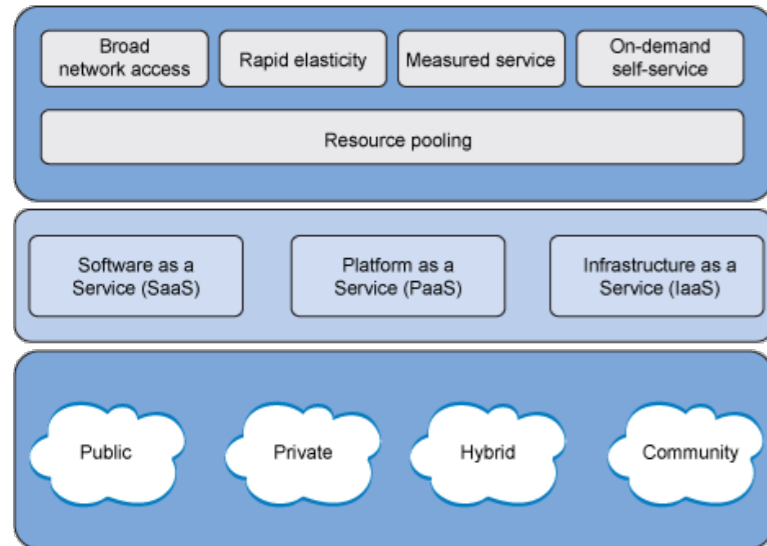 Broad
network access
Rapid elasticity
Measured service
On-demand
self-service
Resource pooling
Software as a
Service (SaaS)
Platform as a
Service (PaaS)
Infrastructure as a
Service (IaaS)
Public
Private
Hybrid
Community